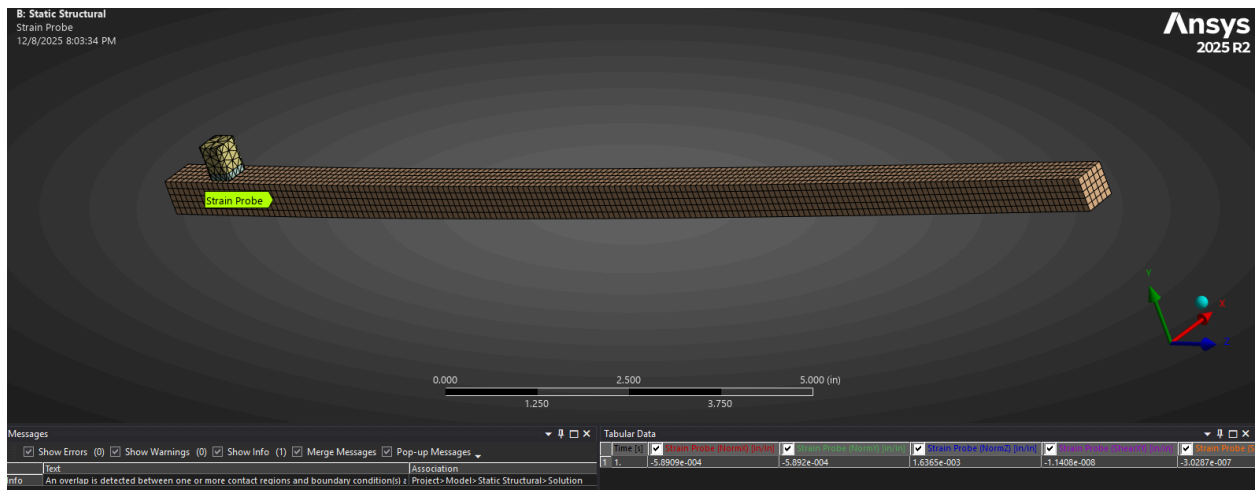 B: Static Structural
Strain Probe
12/8/2025 8:03:34 PM
Ansys
2025 R2
Strain Probe
Y
X
Z
0.000 2.500 5.000 (in)
1.250 3.750
Messages
Show Errors (0) Show Warnings (0) Show Info (1) Merge Messages Pop-up Messages
Text Association
Info An overlap is detected between one or more contact regions and boundary condition(s) Project>Model>Static Structural>Solution
Tabular Data
Time [s] Strain Probe (NormX) [in/in] Strain Probe (NormY) [in/in] Strain Probe (NormZ) [in/in] Strain Probe (ShearXY) [in/in] Strain Probe (S
1 1. -5.8909e-004 -5.892e-004 1.6365e-003 -1.1408e-008 -3.0287e-007